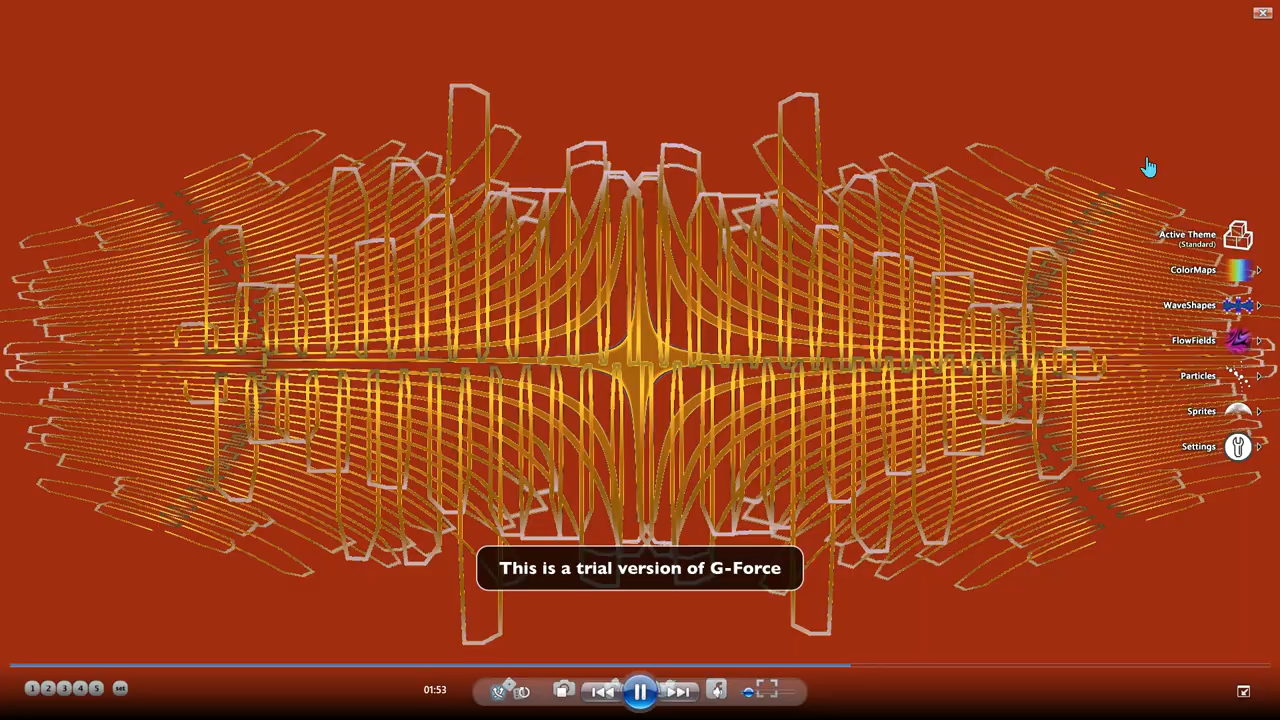 Active Theme
(Standard)
ColorMaps
WaveShapes
FlowFields
Particles
Sprites
Settings
This is a trial version of G-Force
1 2 3 4 5 set
01:53